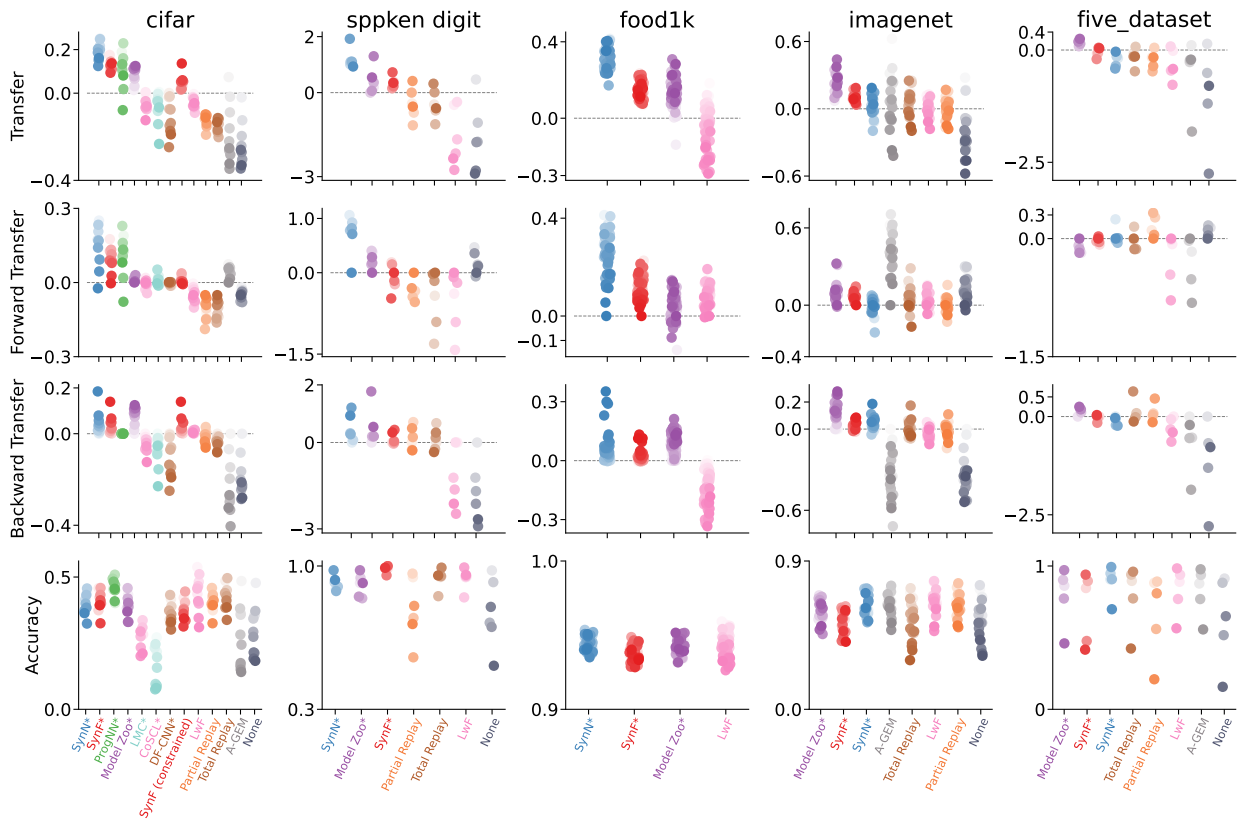 cifar
sppken digit
food1k
imagenet
five_dataset
Transfer
0.2
0.0
−0.4
2
0
−3
0.4
0.0
−0.3
0.6
0.0
−0.6
0.4
0.0
−2.5
Forward Transfer
0.3
0.0
−0.3
1.0
0.0
−1.5
0.4
0.0
−0.1
0.6
0.0
−0.4
0.4
0.0
−1.5
Backward Transfer
0.2
0.0
−0.4
2
0
−3
0.3
0.0
−0.3
0.2
0.0
−0.6
0.4
0.0
−2.5
Accuracy
0.5
0.0
1.0
0.3
1.0
0.9
0.9
0.0
1
0
SynN*
SynF*
ProgNN*
Model Zoo*
LMC*
CoSCL*
DF-CNN*
SynF (constrained)
LwF
Partial Replay
Total Replay
A-GEM
None
SynN*
Model Zoo*
SynF*
Partial Replay
Total Replay
LwF
None
SynN*
SynF*
Model Zoo*
LwF
Model Zoo*
SynF*
SynN*
A-GEM
Total Replay
LwF
Partial Replay
Model Zoo*
SynF*
SynN*
Total Replay
Partial Replay
LwF
A-GEM
None